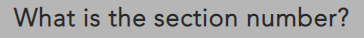 What is the section number?